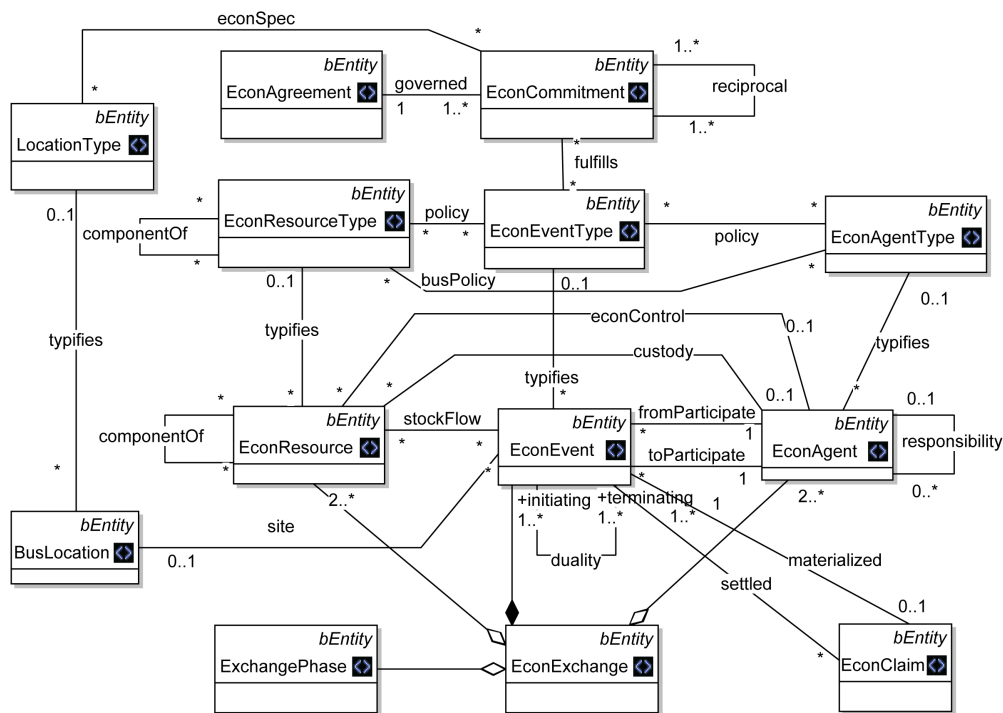 econSpec
*
*
bEntity
EconAgreement
governed
1
1..*
bEntity
EconCommitment
1..*
reciprocal
1..*
bEntity
LocationType
0..1
*
fulfills
*
bEntity
EconResourceType
*
componentOf
*
policy
*
*
bEntity
EconEventType
*
*
policy
bEntity
EconAgentType
*
0..1
*
busPolicy
0..1
0..1
typifies
typifies
econControl
0..1
typifies
custody
typifies
*
*
*
*
0..1
*
*
bEntity
EconResource
*
componentOf
*
stockFlow
*
*
bEntity
EconEvent
fromParticipate
*
1
toParticipate
*
1
bEntity
EconAgent
0..1
responsibility
0..*
*
*
2..*
+initiating
1..*
+terminating
1..*
1..*
1
2..*
bEntity
BusLocation
site
0..1
*
duality
materialized
settled
0..1
bEntity
ExchangePhase
bEntity
EconExchange
*
bEntity
EconClaim